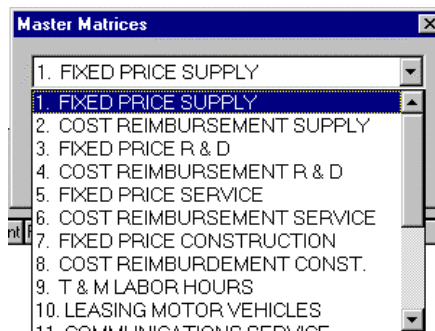 Master Matrices
1. FIXED PRICE SUPPLY
1. FIXED PRICE SUPPLY
2. COST REIMBURSEMENT SUPPLY
3. FIXED PRICE R & D
4. COST REIMBURSEMENT R & D
5. FIXED PRICE SERVICE
6. COST REIMBURSEMENT SERVICE
7. FIXED PRICE CONSTRUCTION
8. COST REIMBURDEMENT CONST.
9. T & M LABOR HOURS
10. LEASING MOTOR VEHICLES
11. COMMUNICATIONS SERVICE